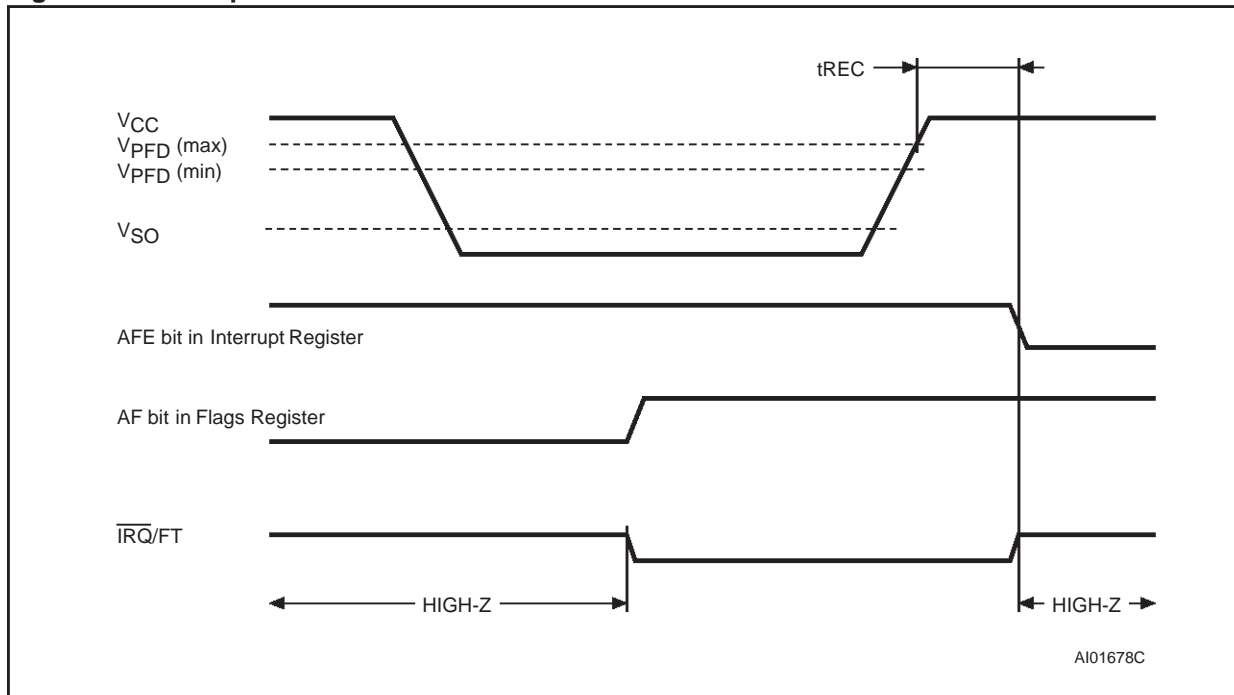 tREC
VCC
VPFD (max)
VPFD (min)
VSO
AFE bit in Interrupt Register
AF bit in Flags Register
IRQ/FT
HIGH-Z
HIGH-Z
AI01678C